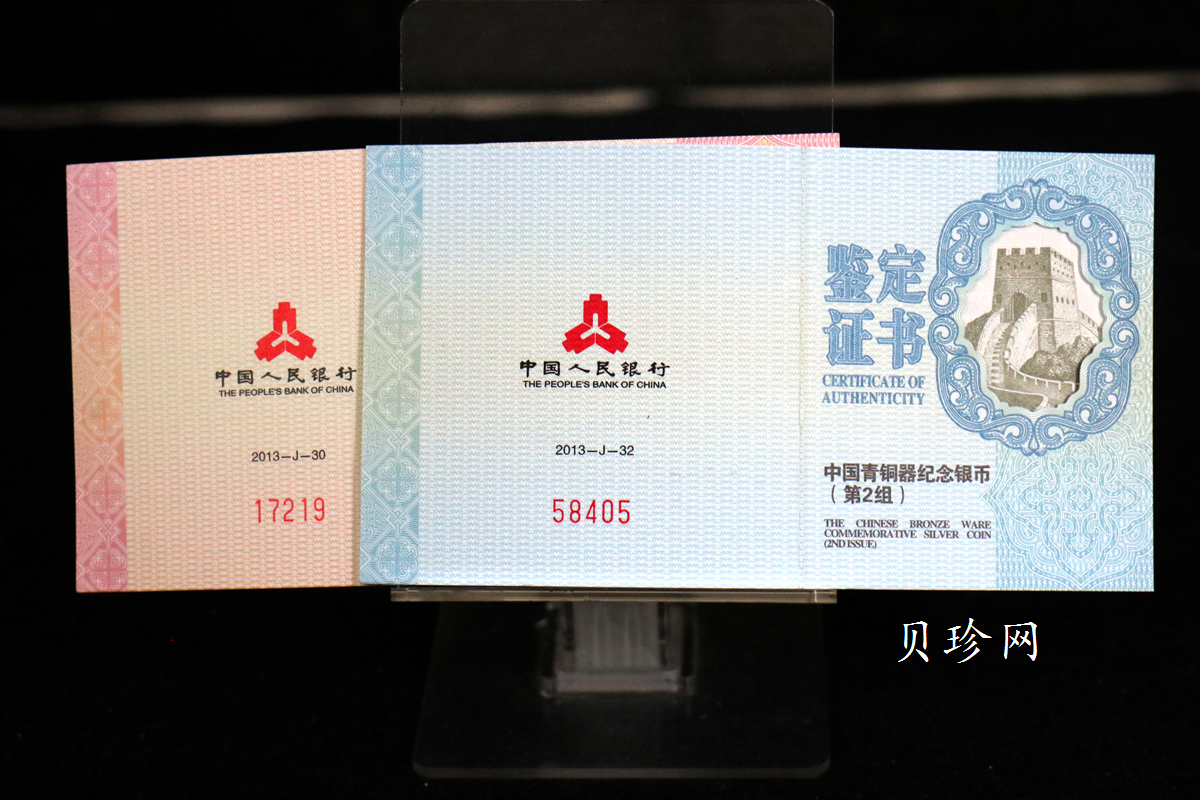 中国人民银行
THE PEOPLE'S BANK OF CHINA
2013-J-30
17219
中国人民银行
THE PEOPLE'S BANK OF CHINA
2013-J-32
58405
鉴定
证书
CERTIFICATE OF
AUTHENTICITY
中国青铜器纪念银币
（第2组）
THE CHINESE BRONZE WARE
COMMEMORATIVE SILVER COIN
(2ND ISSUE)
贝珍网